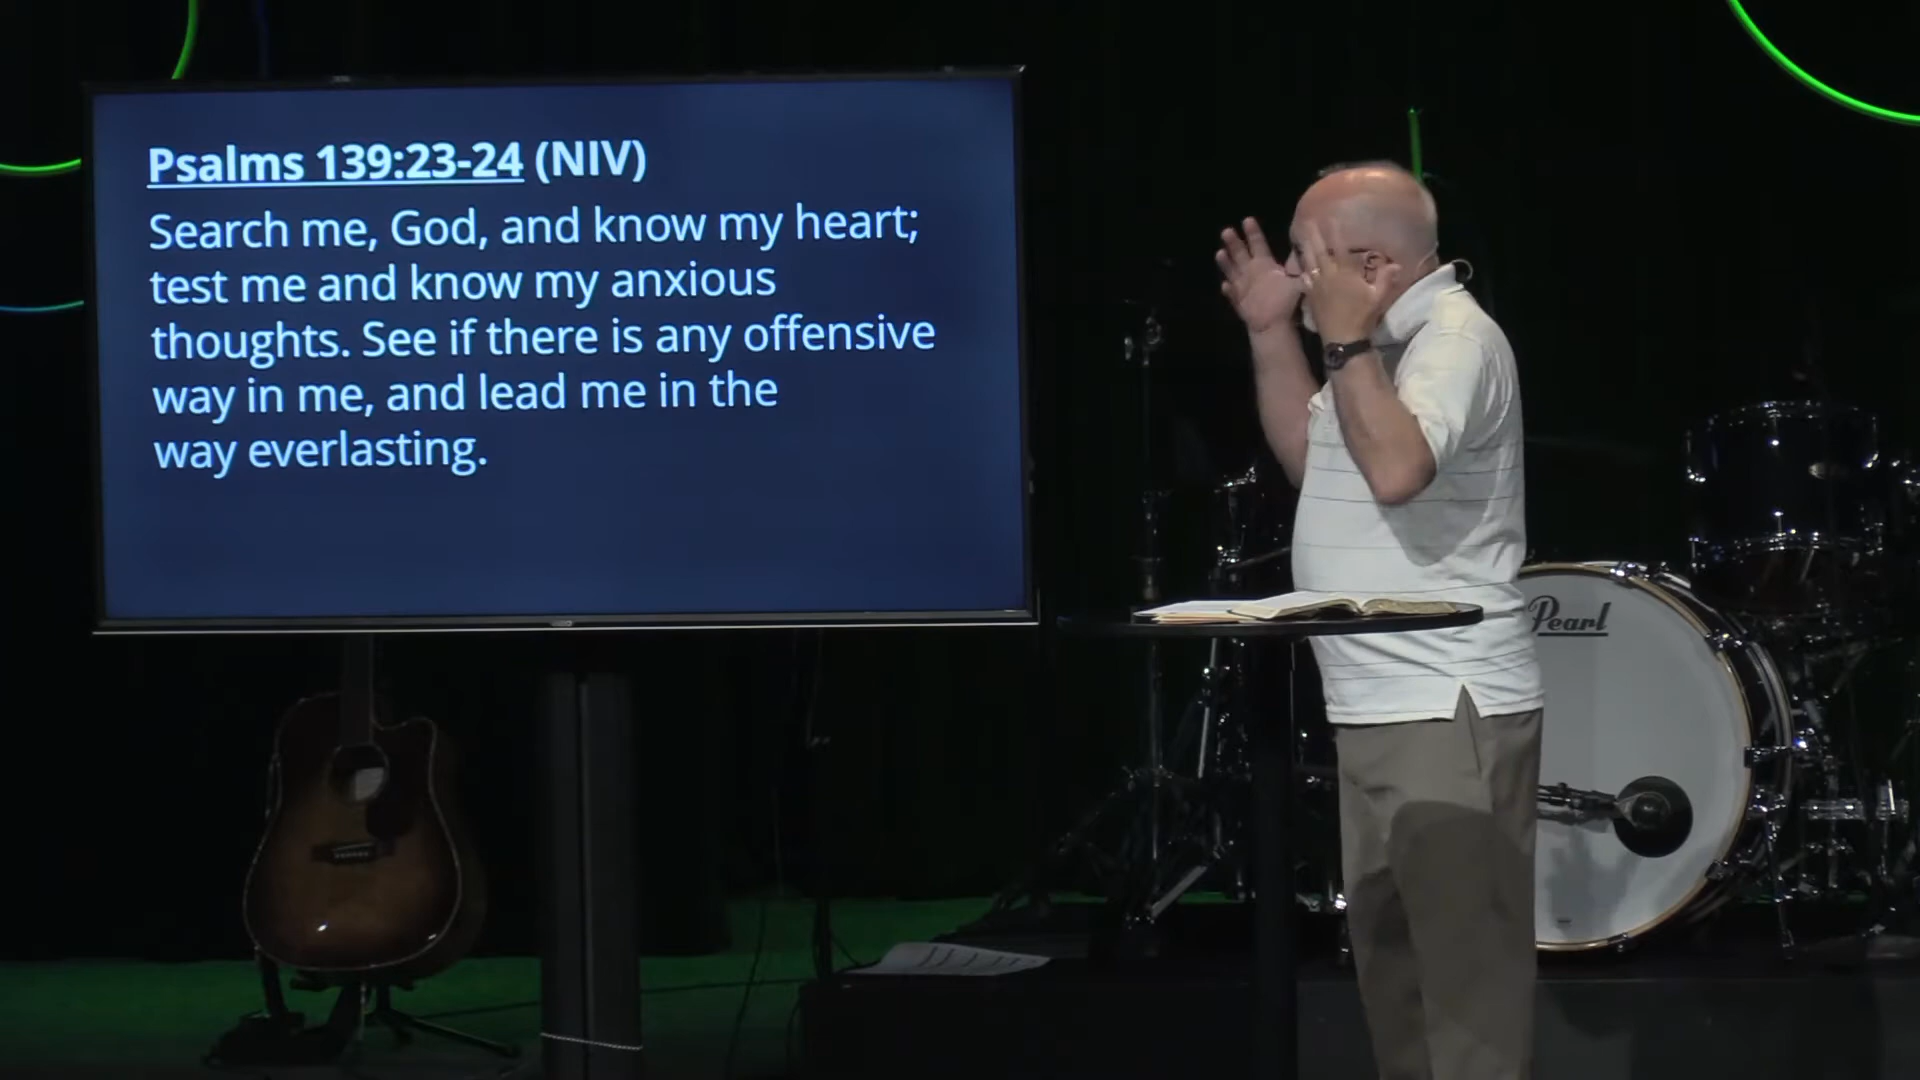 Psalms 139:23-24 (NIV)
Search me, God, and know my heart;
test me and know my anxious
thoughts. See if there is any offensive
way in me, and lead me in the
way everlasting.
Pearl